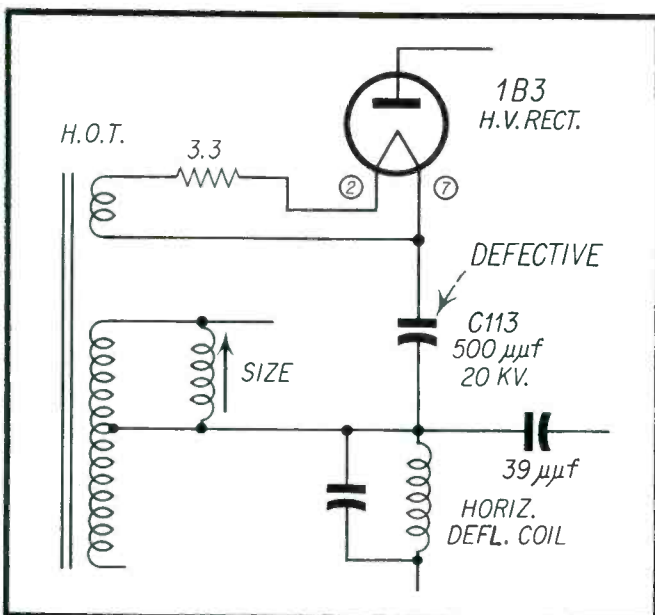 1B3
H.V. RECT.
H.O.T.
3.3
2
7
DEFECTIVE
C113
500 μμf
20 KV.
SIZE
39 μμf
HORIZ.
DEFL. COIL